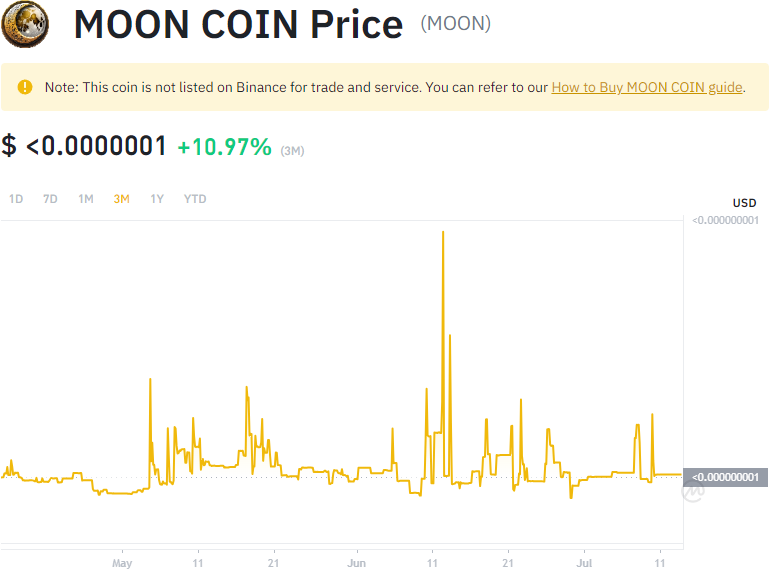 MOON COIN Price (MOON)
Note: This coin is not listed on Binance for trade and service. You can refer to our How to Buy MOON COIN guide.
$ <0.0000001 +10.97% (3M)
1D 7D 1M 3M 1Y YTD
USD
<0.000000001
<0.000000001
May 11 21 Jun 11 21 Jul 11